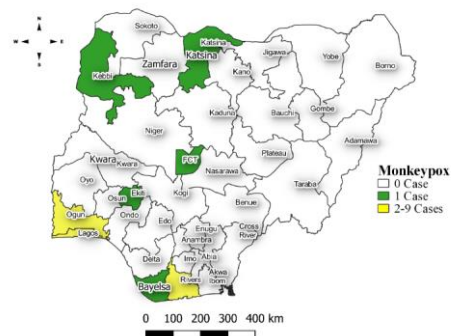 N
W E
S
Sokoto
Katsina
Zamfara
Katsina
Jigawa
Yobe
Borno
Kebbi
Kano
Kaduna
Bauchi
Gombe
Adamawa
Niger
FCT
Plateau
Kwara
Kwara
Nasarawa
Taraba
Oyo
Kogi
Osun
Ekiti
Benue
Ogun
Ondo
Edo
Lagos
Enugu
Anambra
Cross
River
Delta
Imo
Abia
Bayelsa
Rivers
Akwa
Ibom
Monkeypox
0 Case
1 Case
2-9 Cases
0 100 200 300 400 km